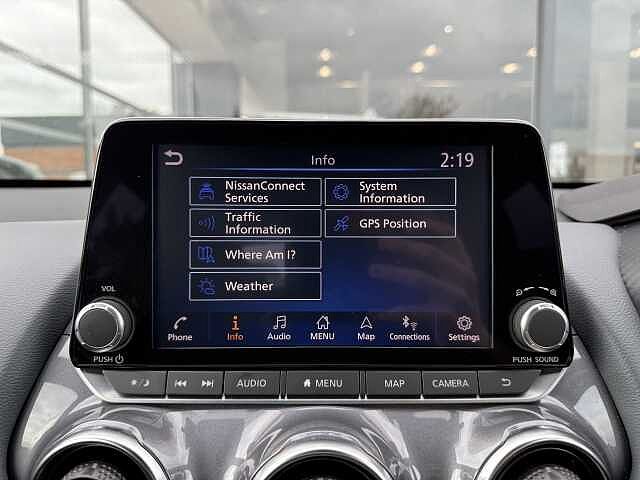 Info
2:19
NissanConnect
Services
System
Information
Traffic
Information
GPS Position
Where Am I?
Weather
VOL
PUSH
Phone
Info
Audio
MENU
Map
Connections
Settings
PUSH SOUND
AUDIO
MENU
MAP
CAMERA